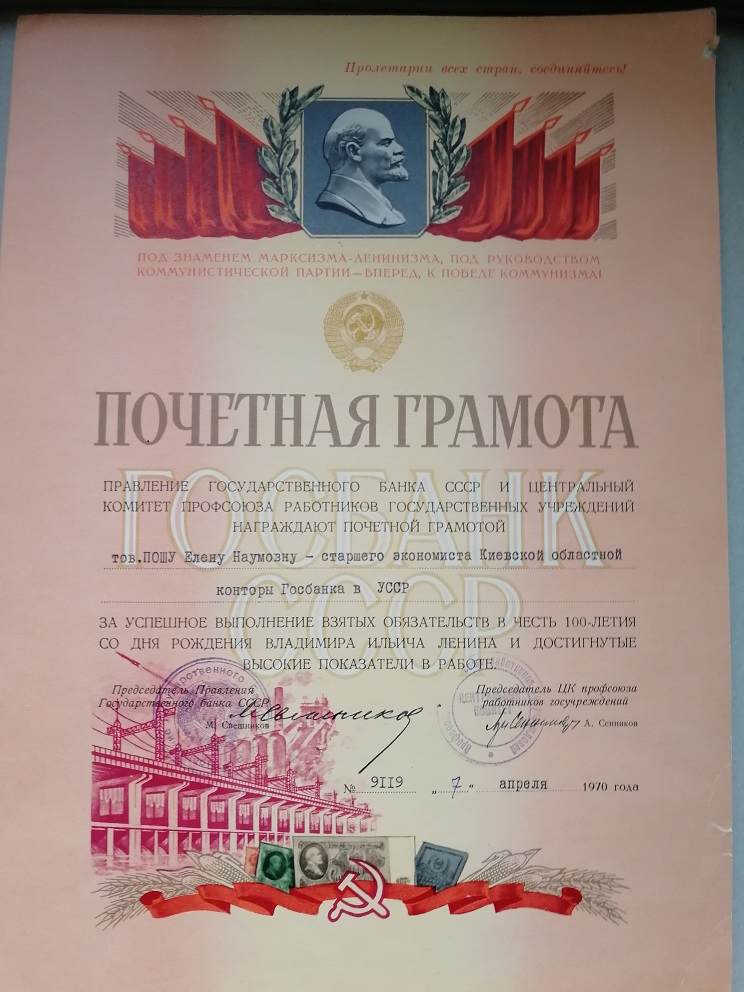 Пролетарии всех стран, соединяйтесь!
ПОД ЗНАМЕНЕМ МАРКСИЗМА-ЛЕНИНИЗМА, ПОД РУКОВОДСТВОМ
КОММУНИСТИЧЕСКОЙ ПАРТИИ — ВПЕРЕД, К ПОБЕДЕ КОММУНИЗМА!
ПОЧЕТНАЯ ГРАМОТА
ГОСБАНК
СССР
ПРАВЛЕНИЕ ГОСУДАРСТВЕННОГО БАНКА СССР И ЦЕНТРАЛЬНЫЙ
КОМИТЕТ ПРОФСОЮЗА РАБОТНИКОВ ГОСУДАРСТВЕННЫХ УЧРЕЖДЕНИЙ
НАГРАЖДАЮТ ПОЧЕТНОЙ ГРАМОТОЙ
тов.ПОШУ Елену Наумовну – старшего экономиста Киевской областной
конторы Госбанка в УССР
ЗА УСПЕШНОЕ ВЫПОЛНЕНИЕ ВЗЯТЫХ ОБЯЗАТЕЛЬСТВ В ЧЕСТЬ 100-ЛЕТИЯ
СО ДНЯ РОЖДЕНИЯ ВЛАДИМИРА ИЛЬИЧА ЛЕНИНА И ДОСТИГНУТЫЕ
ВЫСОКИЕ ПОКАЗАТЕЛИ В РАБОТЕ.
Председатель Правления
Государственного банка СССР
М. Свешников
Председатель ЦК профсоюза
работников госучреждений
А. Сенников
№ 9119 „7" апреля 1970 года